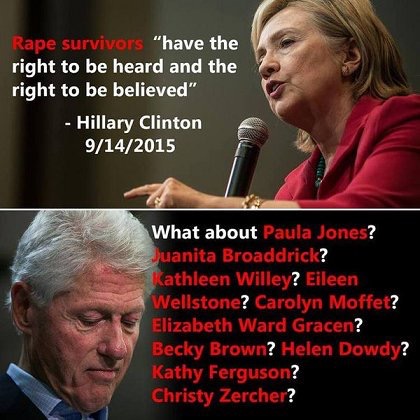 Rape survivors "have the
right to be heard and the
right to be believed"
- Hillary Clinton
9/14/2015
What about Paula Jones?
Juanita Broaddrick?
Kathleen Willey? Eileen
Wellstone? Carolyn Moffet?
Elizabeth Ward Gracen?
Becky Brown? Helen Dowdy?
Kathy Ferguson?
Christy Zercher?